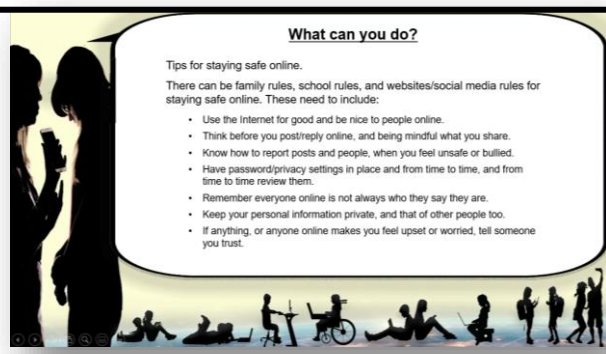 What can you do?
Tips for staying safe online.
There can be family rules, school rules, and websites/social media rules for
staying safe online. These need to include:
• Use the Internet for good and be nice to people online.
• Think before you post/reply online, and being mindful what you share.
• Know how to report posts and people, when you feel unsafe or bullied.
• Have password/privacy settings in place and from time to time, and from
time to time review them.
• Remember everyone online is not always who they say they are.
• Keep your personal information private, and that of other people too.
• If anything, or anyone online makes you feel upset or worried, tell someone
you trust.